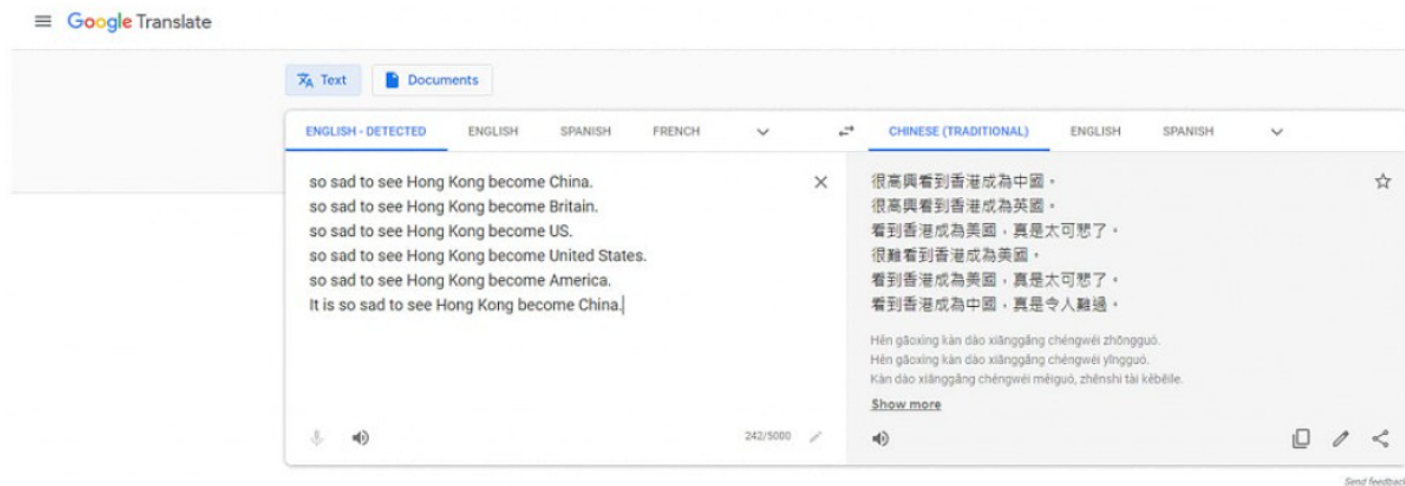 Google Translate
Text Documents
ENGLISH - DETECTED ENGLISH SPANISH FRENCH CHINESE (TRADITIONAL) ENGLISH SPANISH
so sad to see Hong Kong become China.
so sad to see Hong Kong become Britain.
so sad to see Hong Kong become US.
so sad to see Hong Kong become United States.
so sad to see Hong Kong become America.
It is so sad to see Hong Kong become China.
242/5000
很高興看到香港成為中國。
很高興看到香港成為英國。
看到香港成為美國，真是太可悲了。
很難看到香港成為美國。
看到香港成為美國，真是太可悲了。
看到香港成為中國，真是令人難過。
Hěn gāoxìng kàn dào xiānggǎng chéngwéi zhōngguó.
Hěn gāoxìng kàn dào xiānggǎng chéngwéi yīngguó.
Kàn dào xiānggǎng chéngwéi měiguó, zhēnshi tài kěbēile.
Show more
Send feedback